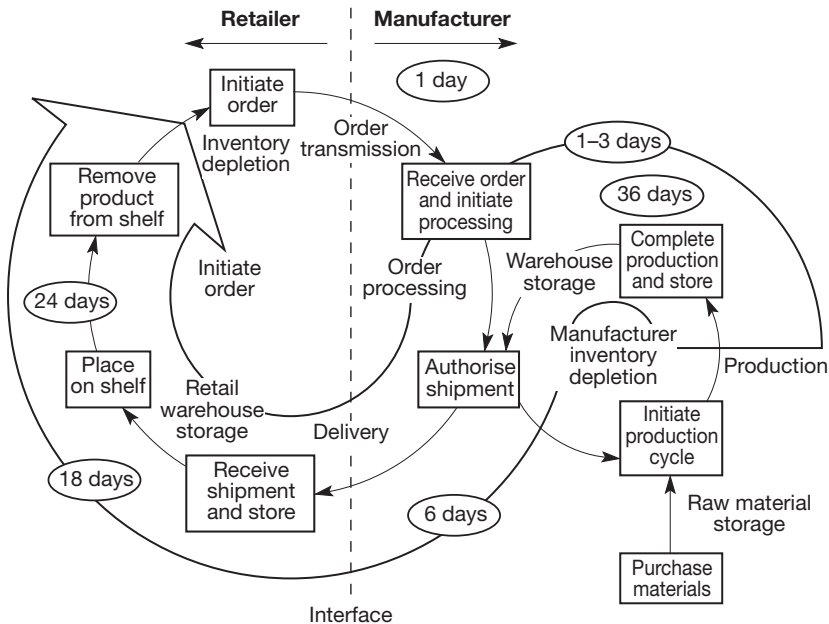 Retailer
Manufacturer
1 day
Initiate
order
Order
transmission
Inventory
depletion
1–3 days
Remove
product
from shelf
Receive order
and initiate
processing
36 days
Complete
production
and store
Warehouse
storage
Initiate
order
Order
processing
24 days
Manufacturer
inventory
depletion
Production
Place
on shelf
Authorise
shipment
Retail
warehouse
storage
Delivery
Initiate
production
cycle
18 days
Receive
shipment
and store
6 days
Raw material
storage
Purchase
materials
Interface